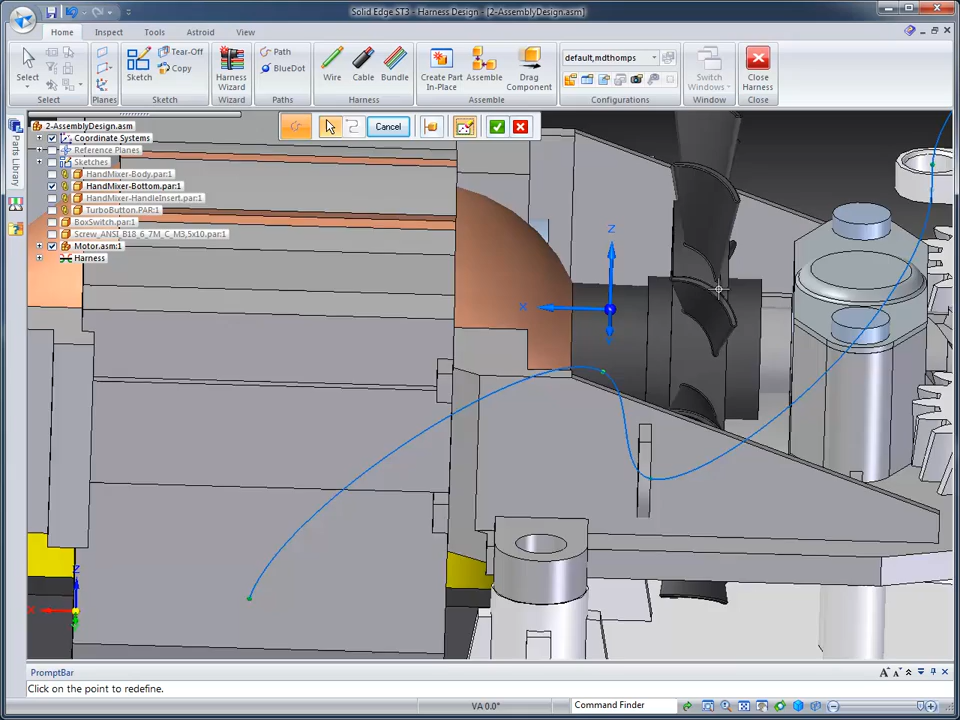 Solid Edge ST3 - Harness Design - [2-AssemblyDesign.asm]
Home Inspect Tools Astroid View
Select
Select
Planes
Sketch
Tear-Off
Copy
Sketch
Harness
Wizard
Wizard
Path
BlueDot
Paths
Wire
Cable
Bundle
Harness
Create Part
In-Place
Assemble
Drag
Component
Assemble
default,mdthomps
Configurations
Switch
Windows
Window
Close
Harness
Close
Cancel
Parts Library
2-AssemblyDesign.asm
Coordinate Systems
Reference Planes
Sketches
HandMixer-Body.par:1
HandMixer-Bottom.par:1
HandMixer-HandleInsert.par:1
TurboButton.PAR:1
BoxSwitch.par:1
Screw_ANSI_B18_6_7M_C_M3,5x10.par:1
Motor.asm:1
Harness
Z
X
Z
X
PromptBar
Click on the point to redefine.
VA 0.0°
Command Finder